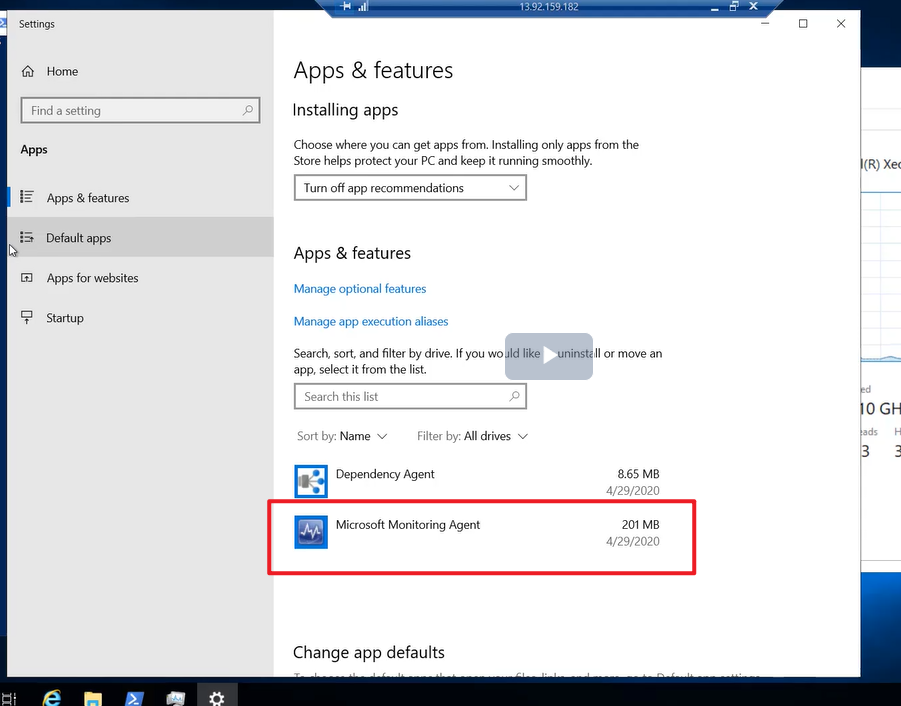 13.92.159.182
Settings
Home
Find a setting
Apps
Apps & features
Default apps
Apps for websites
Startup
Apps & features
Installing apps
Choose where you can get apps from. Installing only apps from the
Store helps protect your PC and keep it running smoothly.
Turn off app recommendations
Apps & features
Manage optional features
Manage app execution aliases
Search, sort, and filter by drive. If you would like to uninstall or move an
app, select it from the list.
Search this list
Sort by: Name
Filter by: All drives
Dependency Agent
8.65 MB
4/29/2020
Microsoft Monitoring Agent
201 MB
4/29/2020
Change app defaults
l(R) Xeo
ed
10 GH
eads
H
3
3